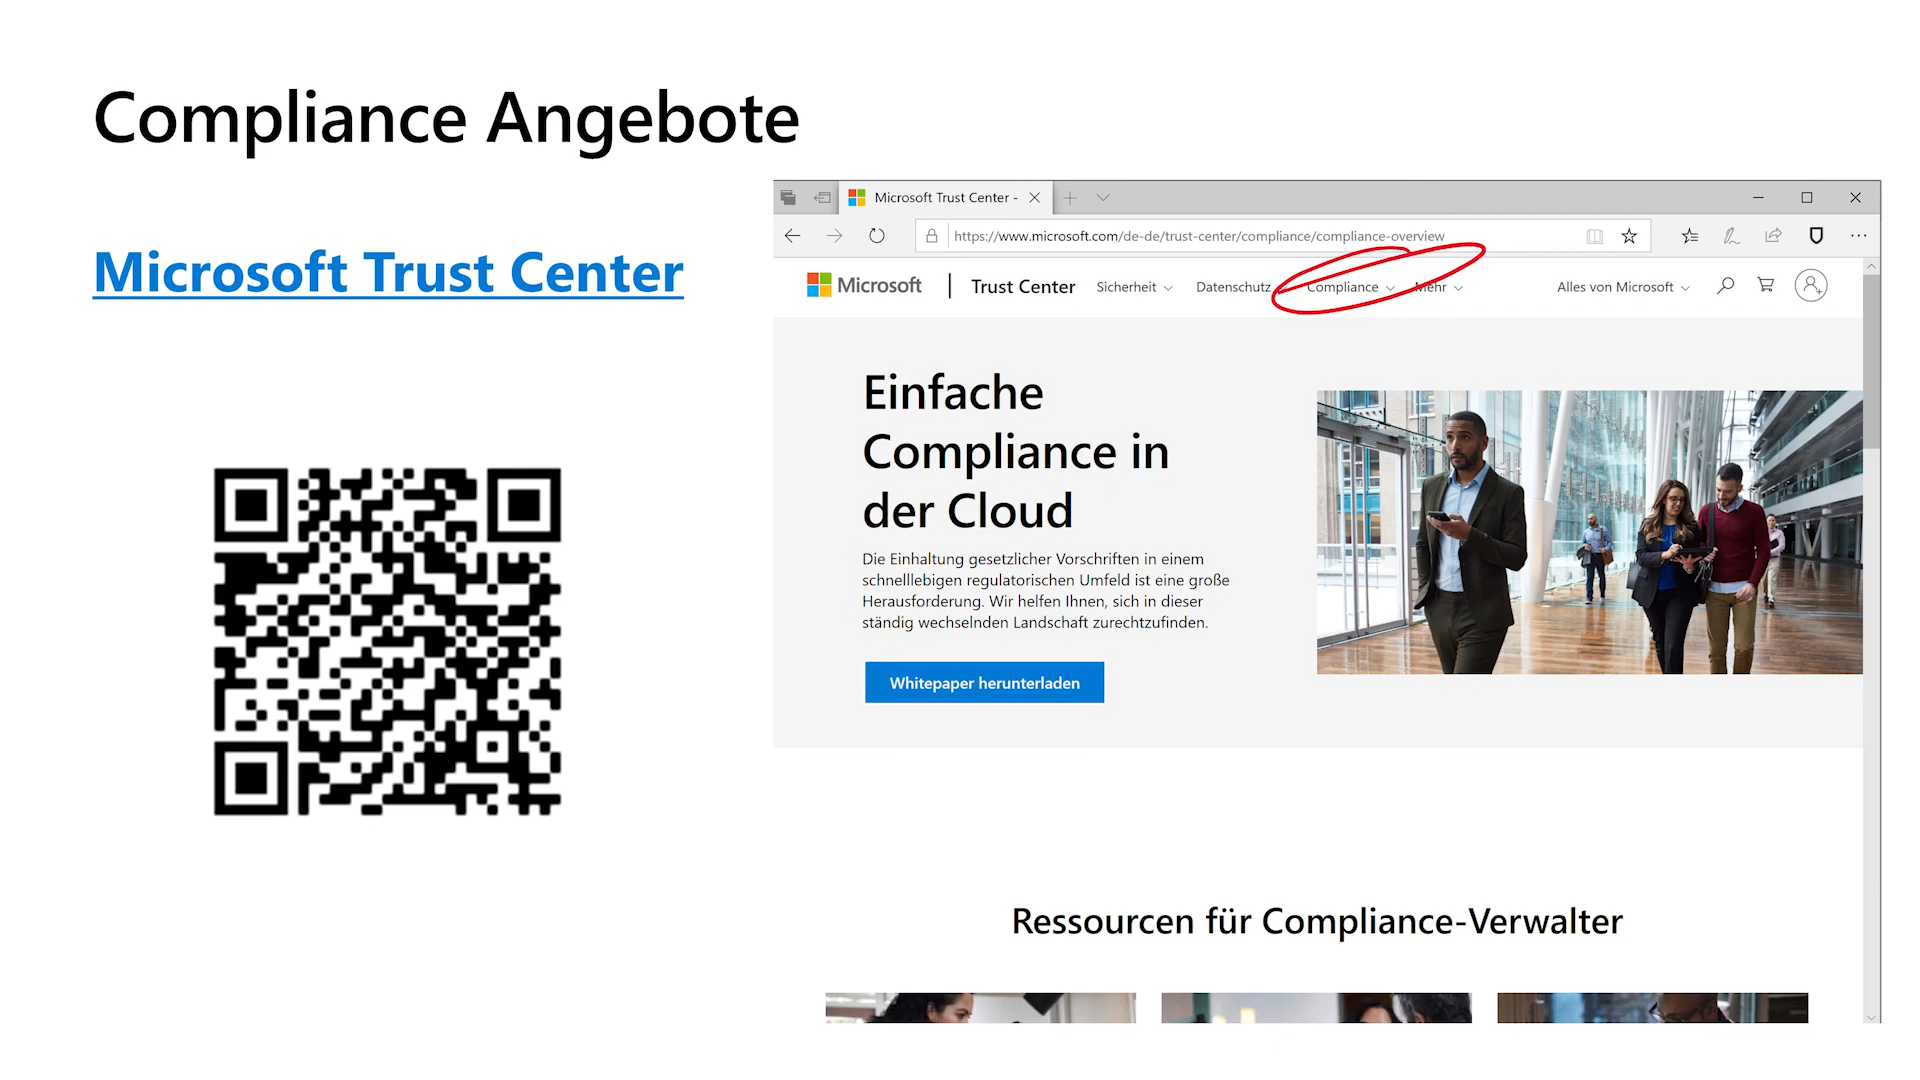 Compliance Angebote
Microsoft Trust Center
Microsoft Trust Center -
https://www.microsoft.com/de-de/trust-center/compliance/compliance-overview
Microsoft | Trust Center Sicherheit Datenschutz Compliance Mehr Alles von Microsoft
Einfache
Compliance in
der Cloud
Die Einhaltung gesetzlicher Vorschriften in einem
schnelllebigen regulatorischen Umfeld ist eine große
Herausforderung. Wir helfen Ihnen, sich in dieser
ständig wechselnden Landschaft zurechtzufinden.
Whitepaper herunterladen
Ressourcen für Compliance-Verwalter